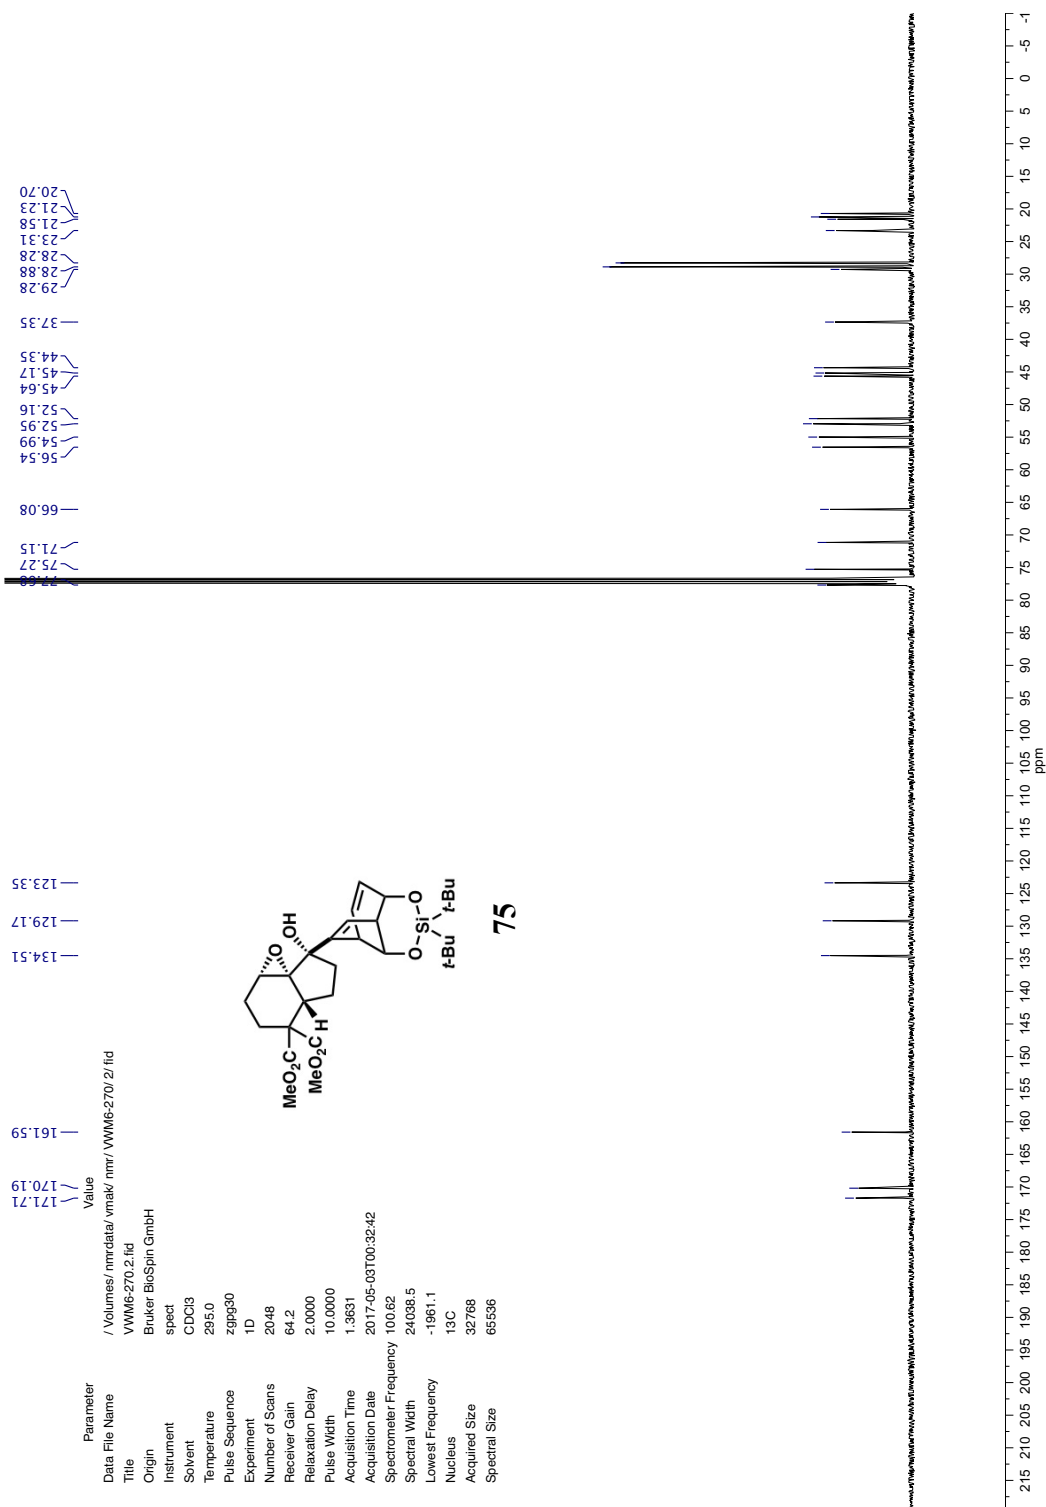 Parameter Value
Data File Name / Volumes/ nmrdata/ vmak/ nmr/ VWM6-270/ 2/ fid
Title VWM6-270.2.fid
Origin Bruker BioSpin GmbH
Instrument spect
Solvent CDCl3
Temperature 295.0
Pulse Sequence zgpg30
Experiment 1D
Number of Scans 2048
Receiver Gain 64.2
Relaxation Delay 2.0000
Pulse Width 10.0000
Acquisition Time 1.3631
Acquisition Date 2017-05-03T00:32:42
Spectrometer Frequency 100.62
Spectral Width 24038.5
Lowest Frequency -1961.1
Nucleus 13C
Acquired Size 32768
Spectral Size 65536
MeO2C
MeO2C
H
O
OH
O
Si
O
t-Bu
t-Bu
75
171.71
170.19
161.59
134.51
129.17
123.35
77.68
75.27
71.15
66.08
56.54
54.99
52.95
52.16
45.64
45.17
44.35
37.35
29.28
28.88
28.28
23.31
21.58
21.23
20.70
215 210 205 200 195 190 185 180 175 170 165 160 155 150 145 140 135 130 125 120 115 110 105 100 95 90 85 80 75 70 65 60 55 50 45 40 35 30 25 20 15 10 5 0 -5 -1
ppm